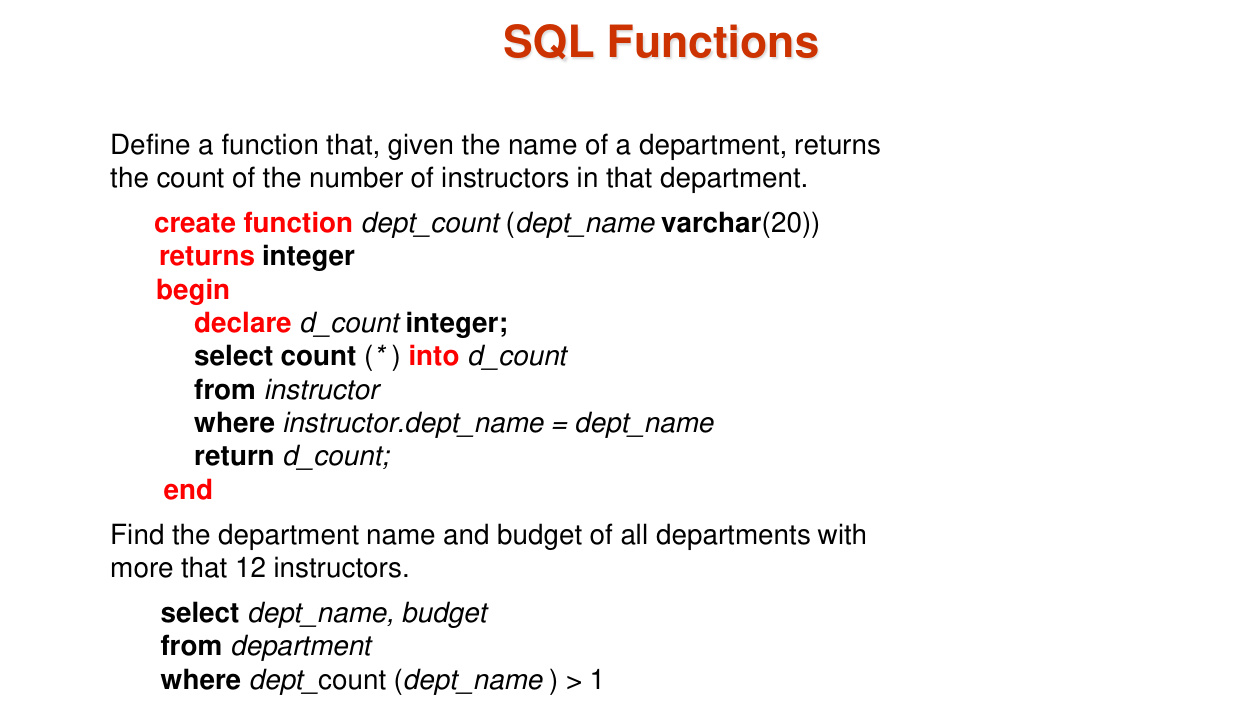 SQL Functions
Define a function that, given the name of a department, returns
the count of the number of instructors in that department.
create function dept_count (dept_name varchar(20))
returns integer
begin
declare d_count integer;
select count (* ) into d_count
from instructor
where instructor.dept_name = dept_name
return d_count;
end
Find the department name and budget of all departments with
more that 12 instructors.
select dept_name, budget
from department
where dept_count (dept_name ) > 1